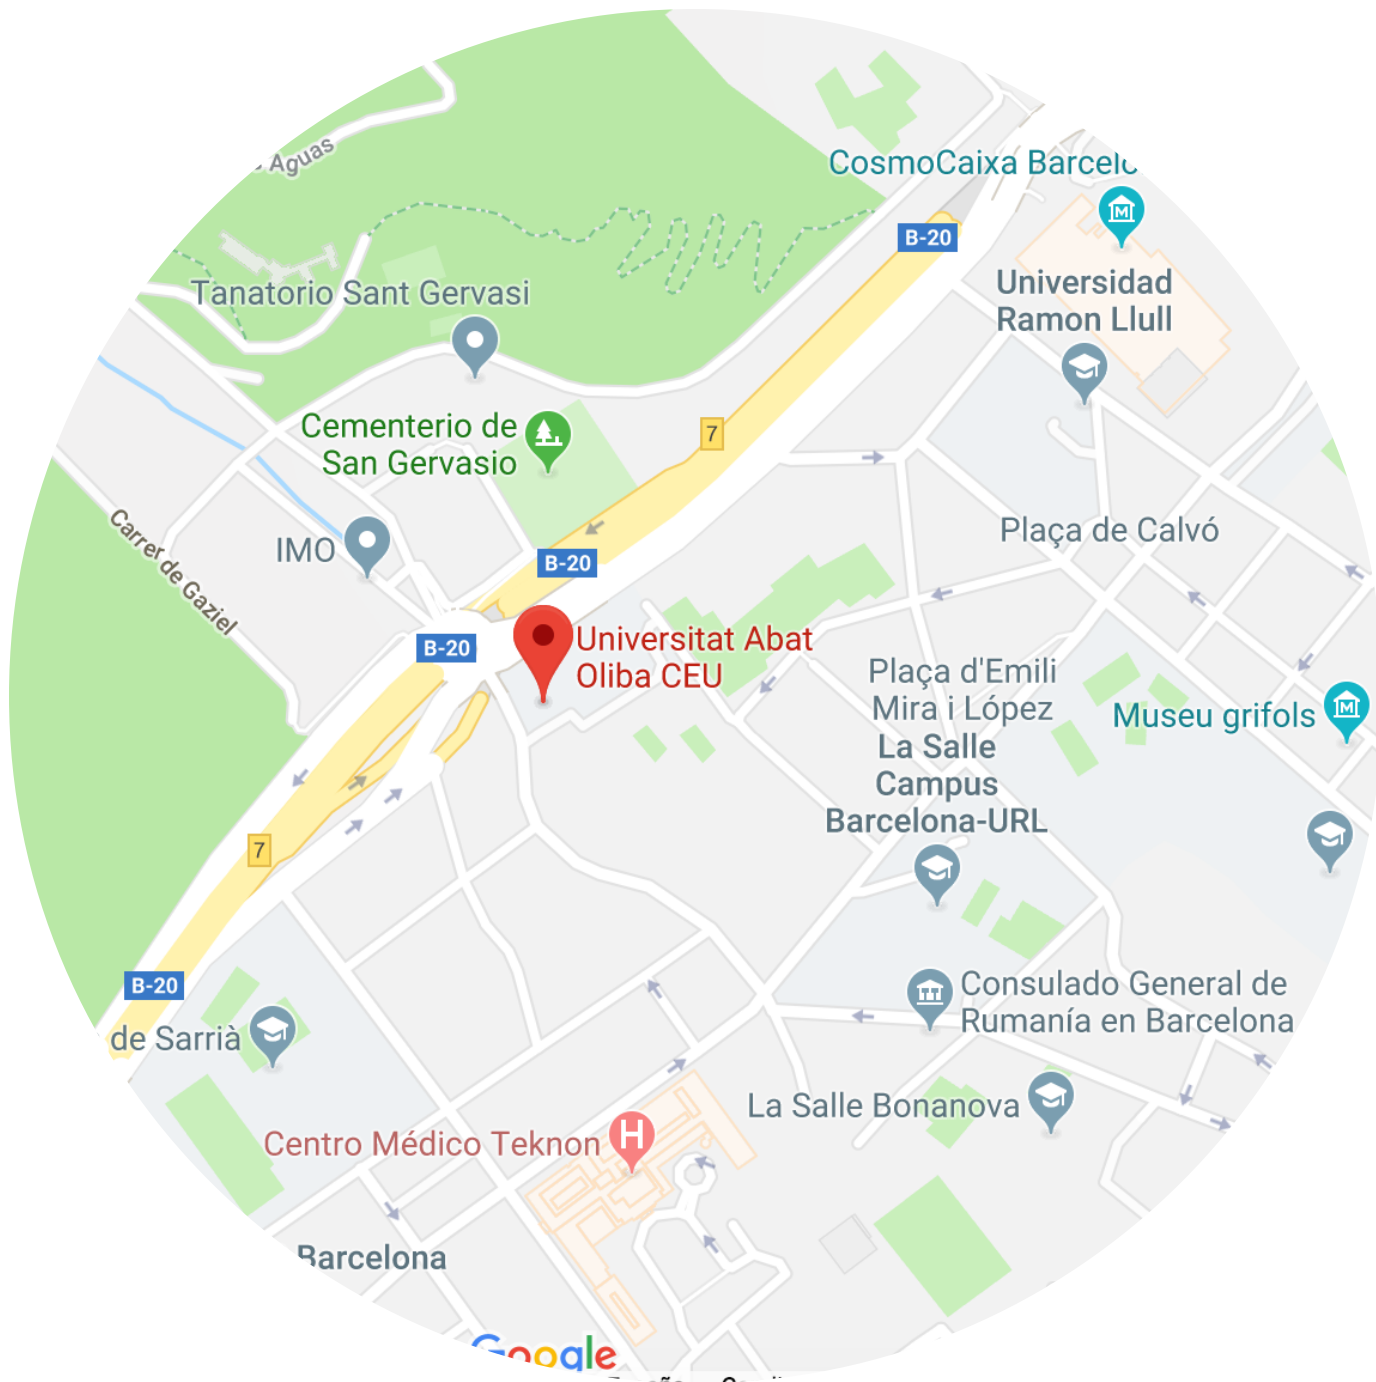 Aguas
CosmoCaixa
B-20
Universidad
Ramon Llull
Tanatorio Sant Gervasi
7
Cementerio de
San Gervasio
Carrer de Gaziel
Plaça de Calvó
IMO
B-20
B-20
Universitat Abat
Oliba CEU
Plaça d'Emili
Mira i López
Museu grifols
La Salle
Campus
Barcelona-URL
7
B-20
de Sarrià
Consulado General de
Rumanía en Barcelona
La Salle Bonanova
Centro Médico Teknon
H
Barcelona
Google